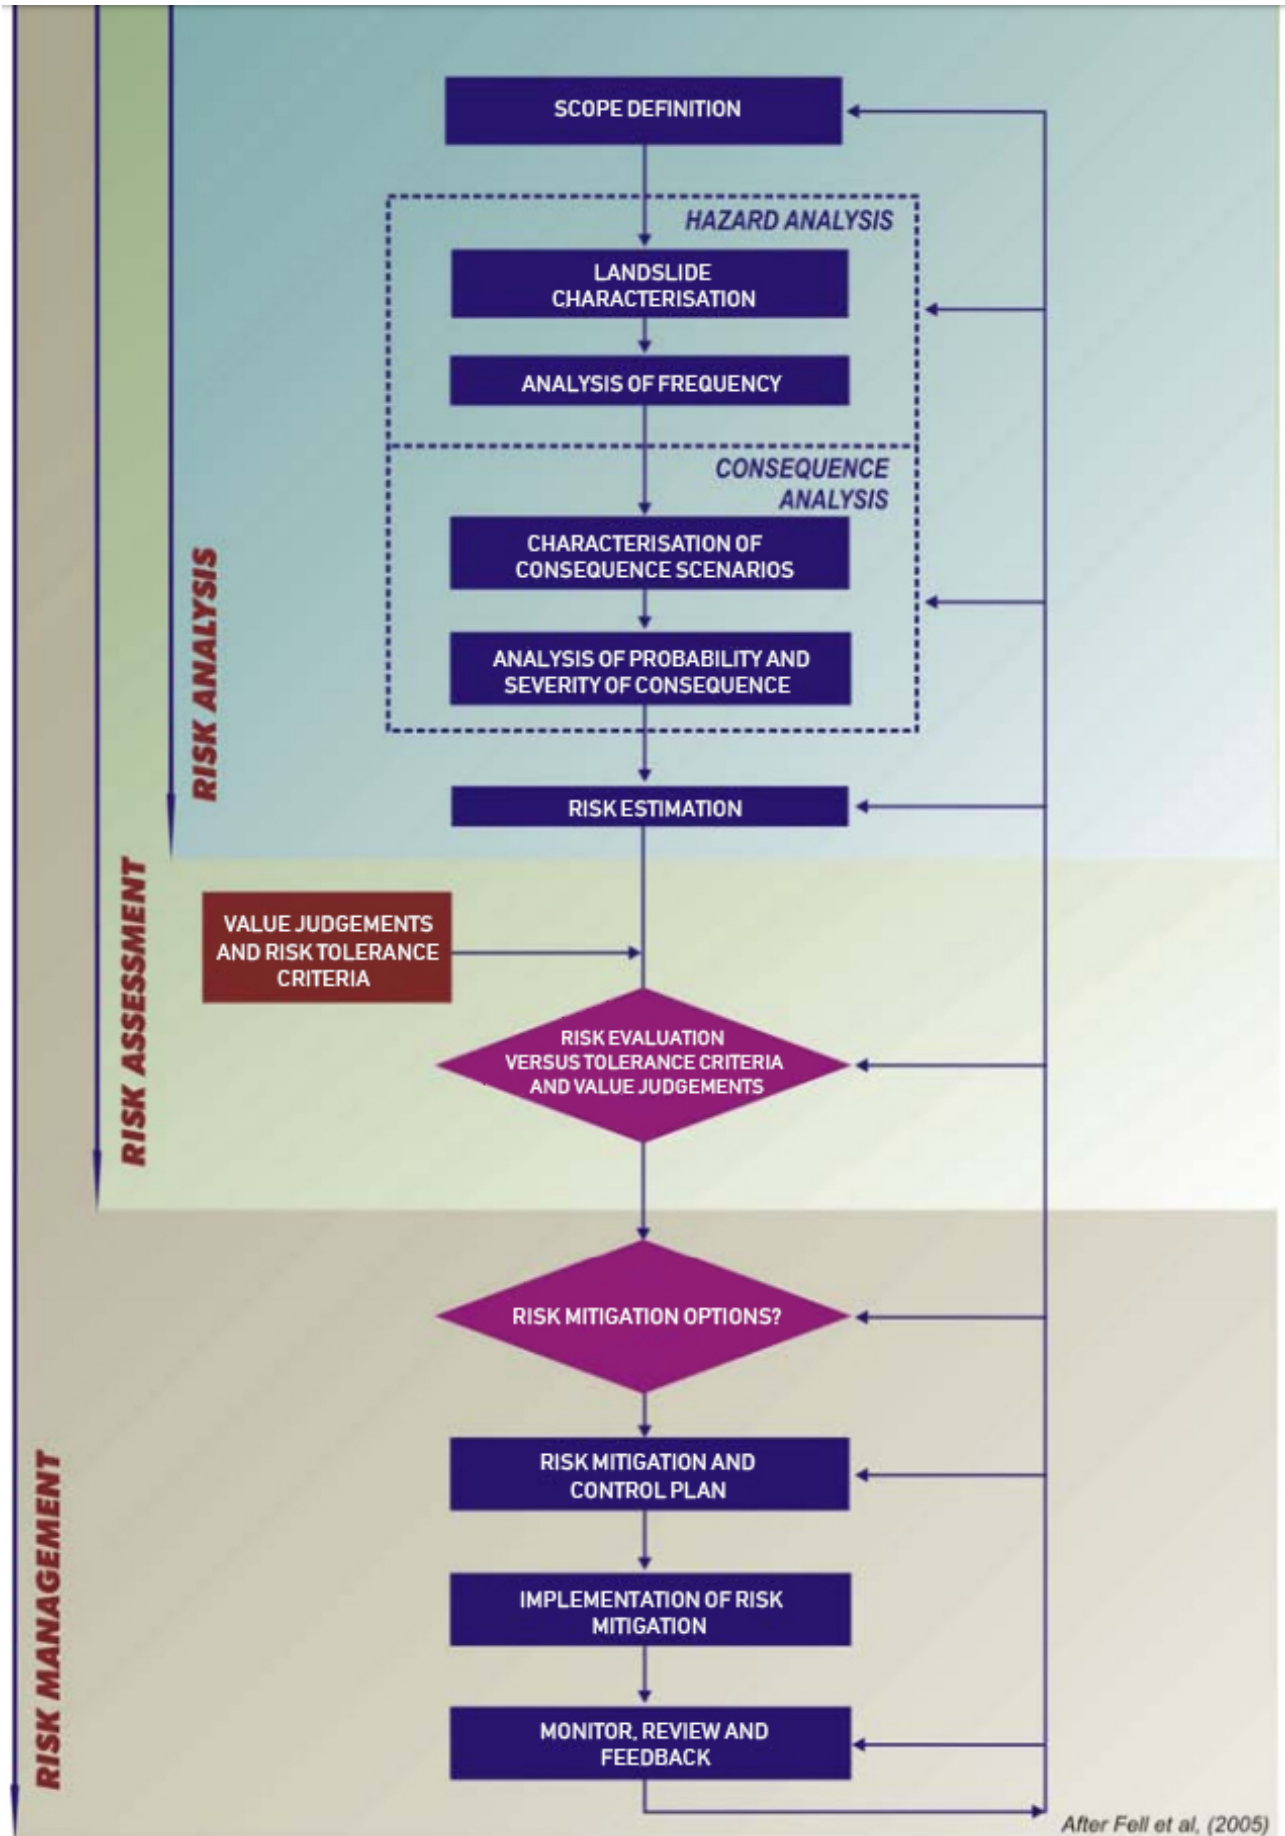 SCOPE DEFINITION
HAZARD ANALYSIS
LANDSLIDE
CHARACTERISATION
ANALYSIS OF FREQUENCY
CONSEQUENCE
ANALYSIS
CHARACTERISATION OF
CONSEQUENCE SCENARIOS
ANALYSIS OF PROBABILITY AND
SEVERITY OF CONSEQUENCE
RISK ANALYSIS
RISK ESTIMATION
VALUE JUDGEMENTS
AND RISK TOLERANCE
CRITERIA
RISK ASSESSMENT
RISK EVALUATION
VERSUS TOLERANCE CRITERIA
AND VALUE JUDGEMENTS
RISK MITIGATION OPTIONS?
RISK MITIGATION AND
CONTROL PLAN
RISK MANAGEMENT
IMPLEMENTATION OF RISK
MITIGATION
MONITOR, REVIEW AND
FEEDBACK
After Fell et al, (2005)